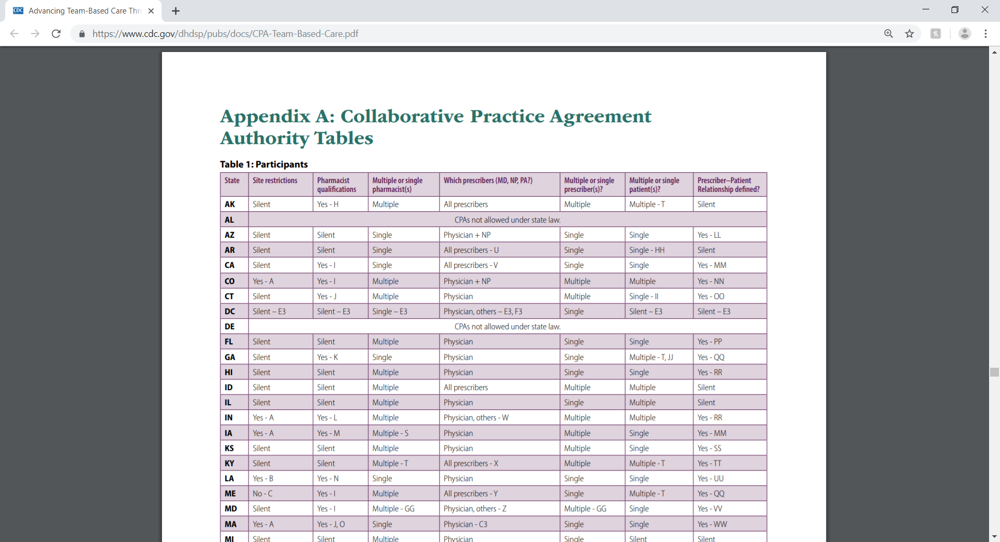 CDC Advancing Team-Based Care Thr
https://www.cdc.gov/dhdsp/pubs/docs/CPA-Team-Based-Care.pdf
Appendix A: Collaborative Practice Agreement
Authority Tables
Table 1: Participants
State Site restrictions Pharmacist qualifications Multiple or single pharmacist(s) Which prescribers (MD, NP, PA?) Multiple or single prescriber(s)? Multiple or single patient(s)? Prescriber–Patient Relationship defined?
AK Silent Yes - H Multiple All prescribers Multiple Multiple - T Silent
AL CPAs not allowed under state law.
AZ Silent Silent Single Physician + NP Single Single Yes - LL
AR Silent Silent Single All prescribers - U Single Single - HH Silent
CA Silent Yes - I Single All prescribers - V Single Single Yes - MM
CO Yes - A Yes - I Multiple Physician + NP Multiple Multiple Yes - NN
CT Silent Yes - J Multiple Physician Multiple Single - II Yes - OO
DC Silent – E3 Silent – E3 Single – E3 Physician, others – E3, F3 Single Silent – E3 Silent – E3
DE CPAs not allowed under state law.
FL Silent Silent Multiple Physician Single Single Yes - PP
GA Silent Yes - K Single Physician Single Multiple - T, JJ Yes - QQ
HI Silent Silent Multiple Physician Single Single Yes - RR
ID Silent Silent Multiple All prescribers Multiple Multiple Silent
IL Silent Silent Multiple Physician Single Multiple Silent
IN Yes - A Yes - L Multiple Physician, others - W Multiple Multiple Yes - RR
IA Yes - A Yes - M Multiple - S Physician Multiple Single Yes - MM
KS Silent Silent Multiple Physician Multiple Single Yes - SS
KY Silent Silent Multiple - T All prescribers - X Multiple Multiple - T Yes - TT
LA Yes - B Yes - N Single Physician Single Single Yes - UU
ME No - C Yes - I Multiple All prescribers - Y Single Multiple - T Yes - QQ
MD Silent Yes - I Multiple - GG Physician, others - Z Multiple - GG Single Yes - VV
MA Yes - A Yes - J, O Single Physician - C3 Single Single Yes - WW
MI Silent Silent Multiple Physician Single Silent Silent